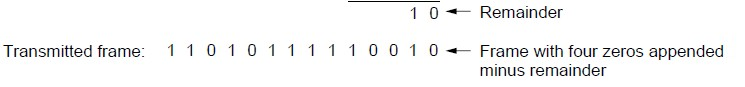 1 0 Remainder
Transmitted frame: 1 1 0 1 0 1 1 1 1 1 0 0 1 0 Frame with four zeros appended
minus remainder